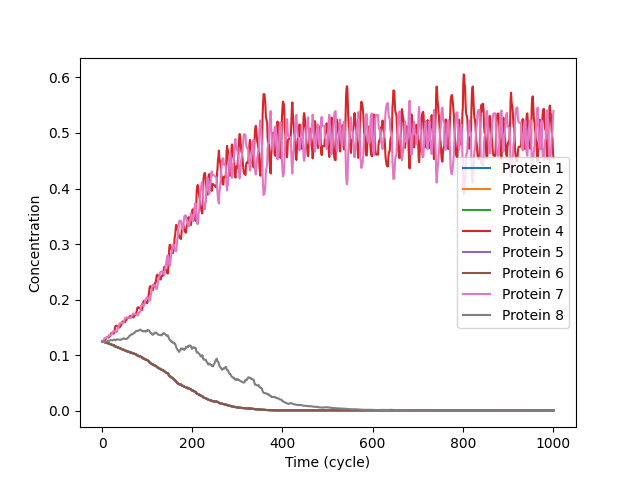 0.6
0.5
0.4
0.3
0.2
0.1
0.0
Concentration
0 200 400 600 800 1000
Time (cycle)
Protein 1
Protein 2
Protein 3
Protein 4
Protein 5
Protein 6
Protein 7
Protein 8